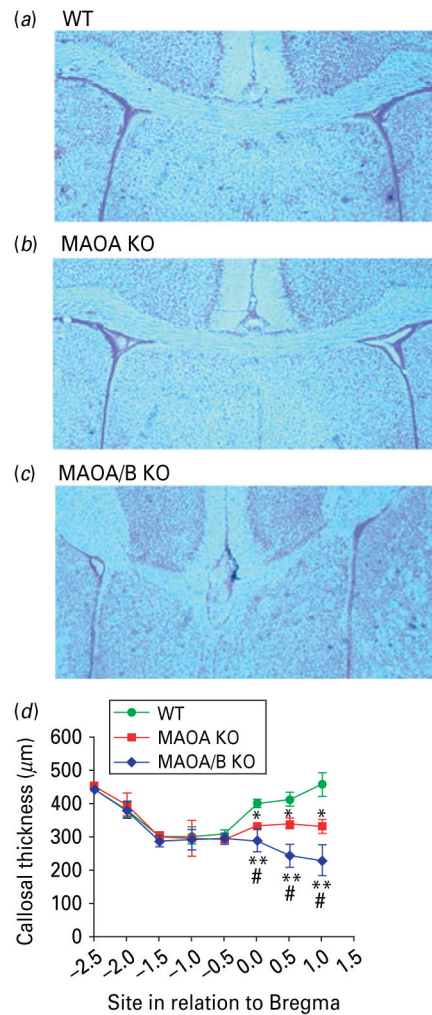 (a) WT
(b) MAOA KO
(c) MAOA/B KO
(d)
WT
MAOA KO
MAOA/B KO
Callosal thickness (μm)
600
500
400
300
200
100
0
* * *
** ** **
# # #
-2.5 -2.0 -1.5 -1.0 -0.5 0.0 0.5 1.0 1.5
Site in relation to Bregma